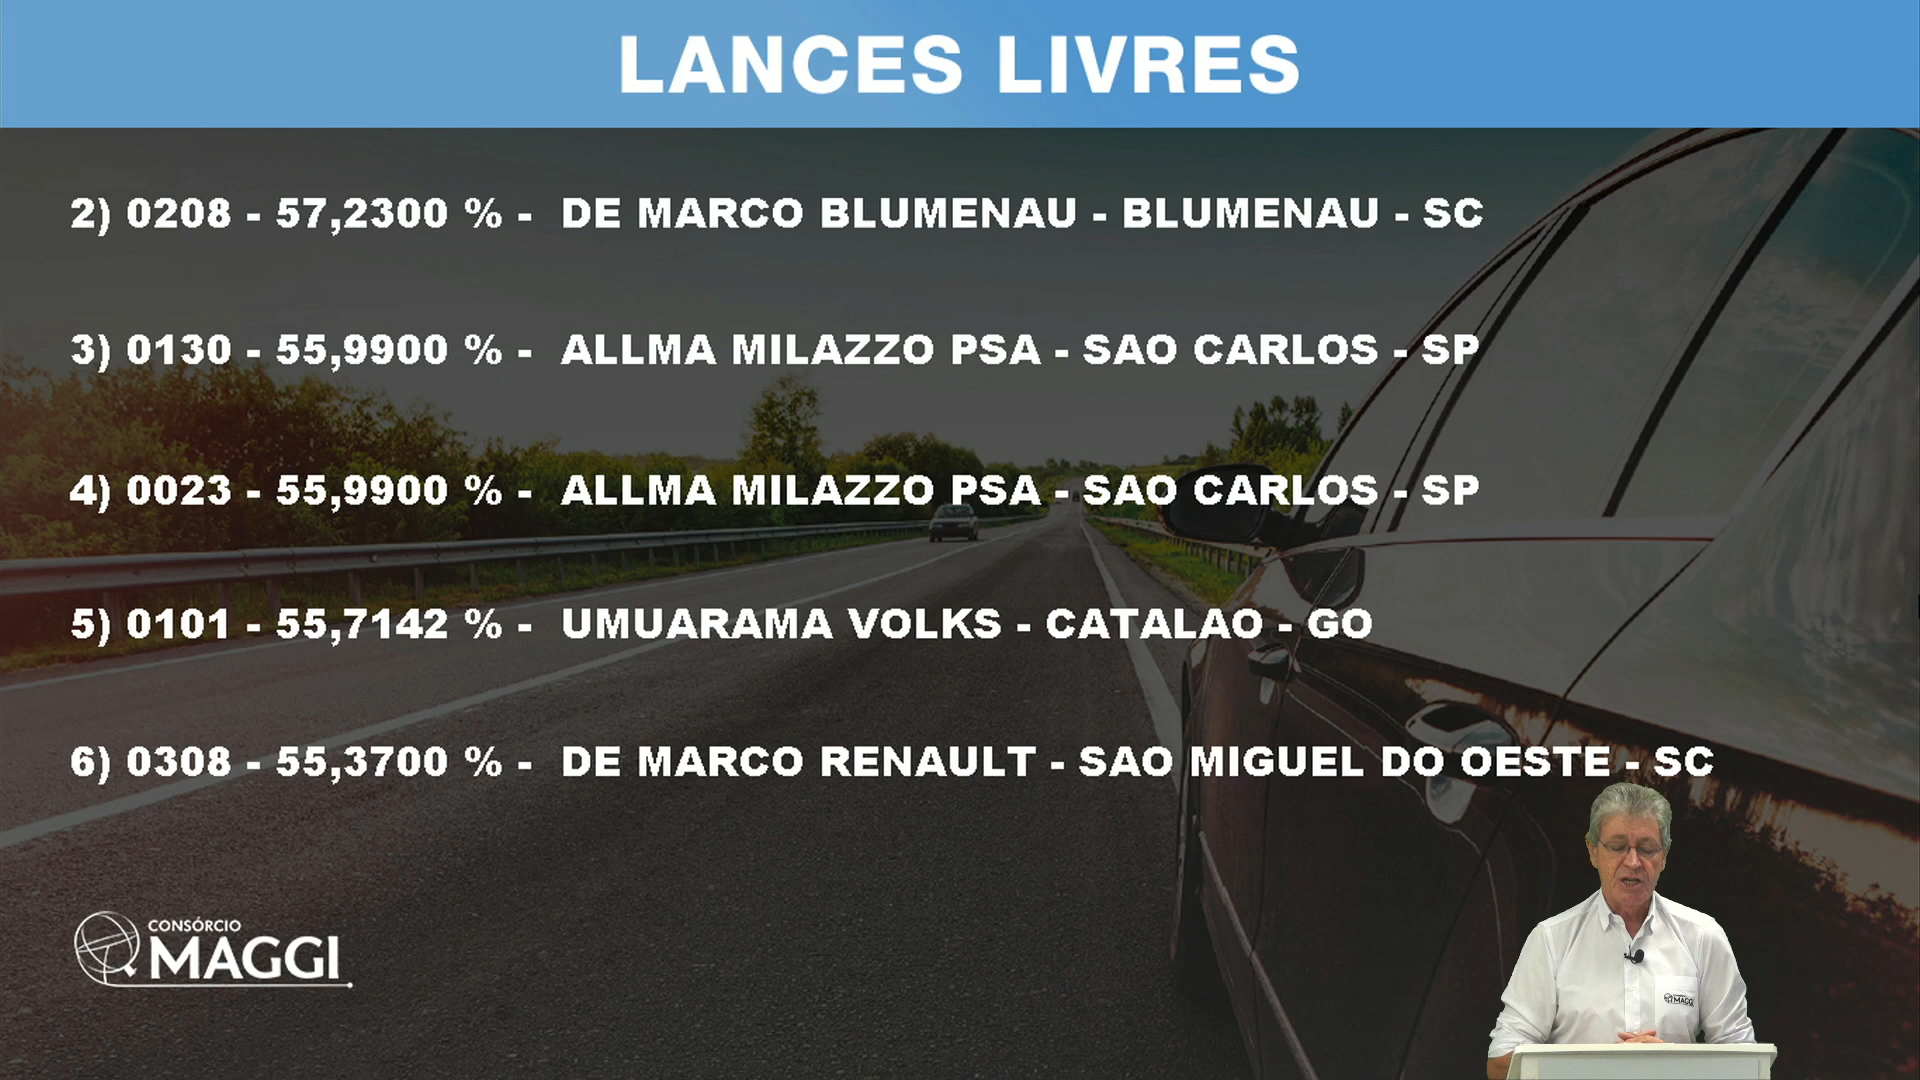 LANCES LIVRES
2) 0208 - 57,2300 % - DE MARCO BLUMENAU - BLUMENAU - SC
3) 0130 - 55,9900 % - ALLMA MILAZZO PSA - SAO CARLOS - SP
4) 0023 - 55,9900 % - ALLMA MILAZZO PSA - SAO CARLOS - SP
5) 0101 - 55,7142 % - UMUARAMA VOLKS - CATALAO - GO
6) 0308 - 55,3700 % - DE MARCO RENAULT - SAO MIGUEL DO OESTE - SC
CONSÓRCIO
MAGGI
MAGGI